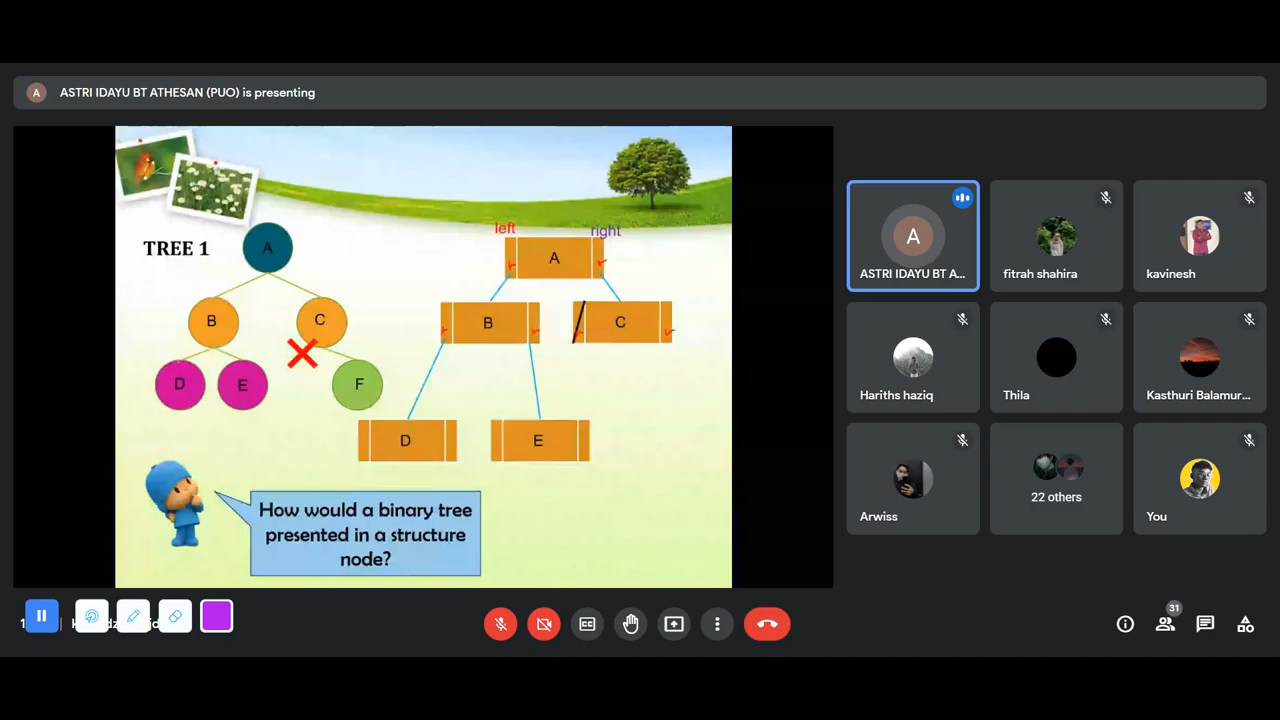 ASTRI IDAYU BT ATHESAN (PUO) is presenting
A
left
right
TREE 1
A
A
B
C
B
C
D
E
F
D
E
How would a binary tree
presented in a structure
node?
A
ASTRI IDAYU BT A...
fitrah shahira
kavinesh
Hariths haziq
Thila
Kasthuri Balamur...
Arwiss
22 others
You
31